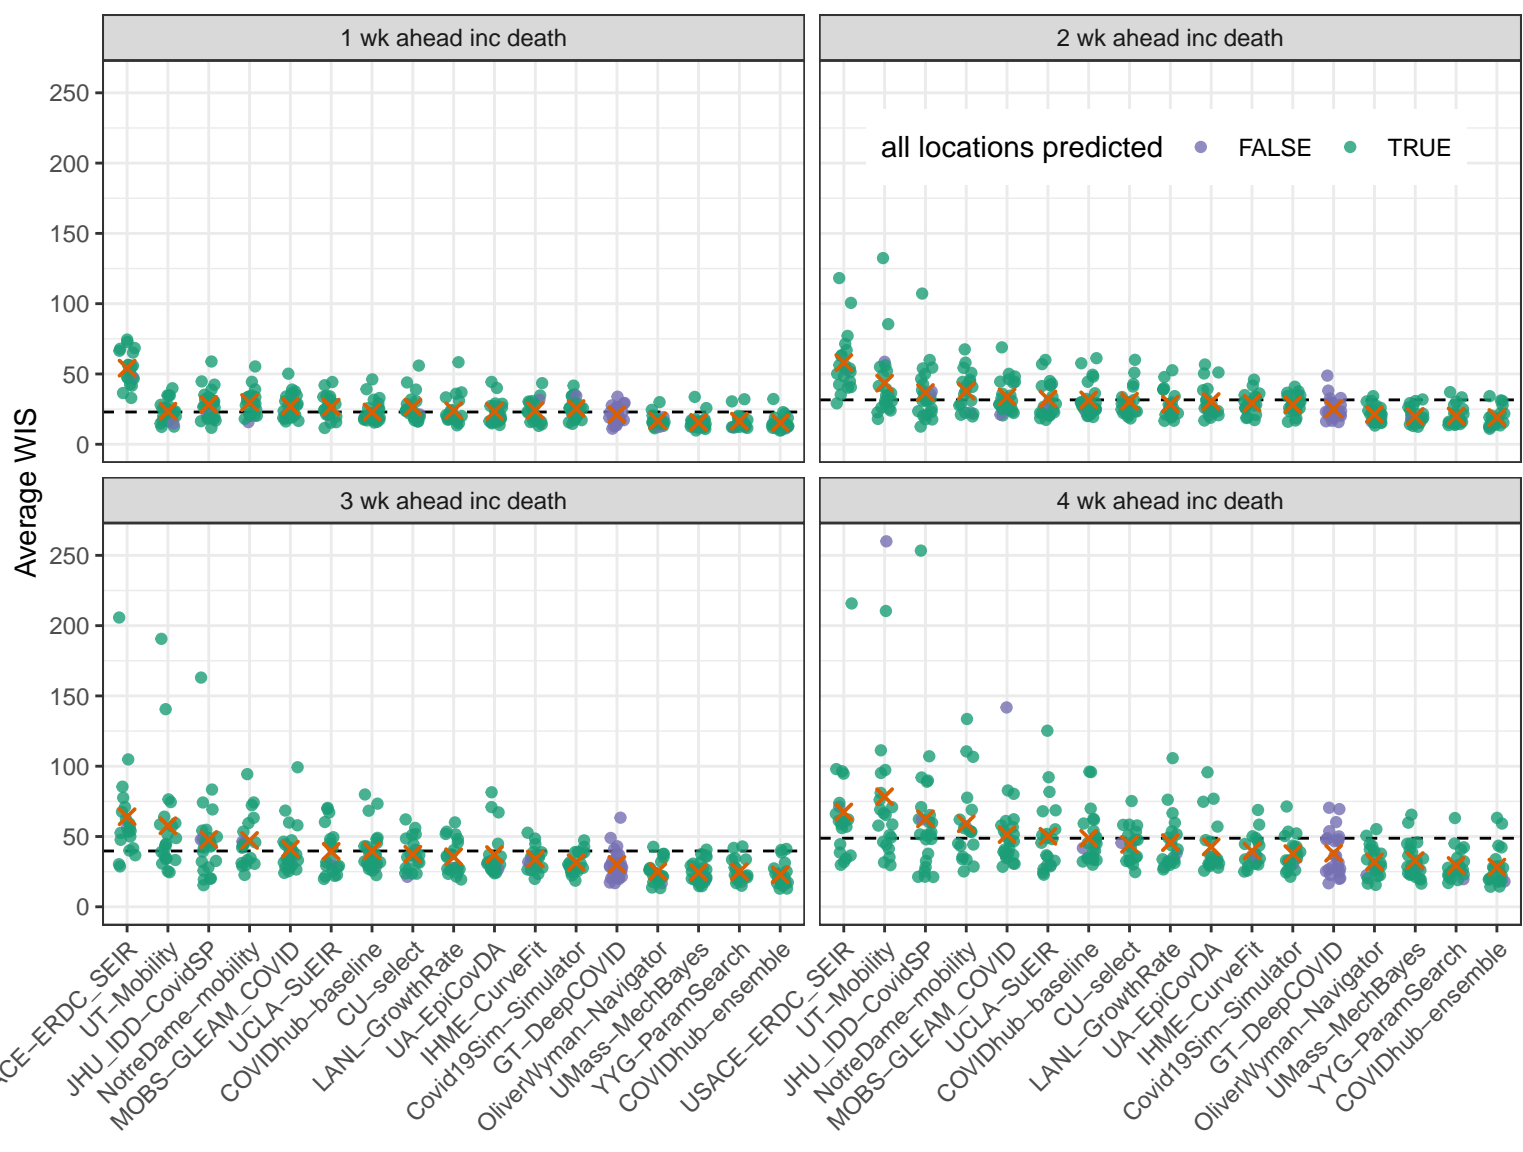 1 wk ahead inc death
2 wk ahead inc death
250
200
150
100
50
0
all locations predicted FALSE TRUE
Average WIS
3 wk ahead inc death
4 wk ahead inc death
250
200
150
100
50
0
ACE−ERDC_SEIR
UT−Mobility
JHU_IDD−CovidSP
NotreDame−mobility
MOBS−GLEAM_COVID
UCLA−SuEIR
COVIDhub−baseline
CU−select
LANL−GrowthRate
UA−EpiCovDA
IHME−CurveFit
Covid19Sim−Simulator
GT−DeepCOVID
OliverWyman−Navigator
UMass−MechBayes
YYG−ParamSearch
COVIDhub−ensemble
USACE−ERDC_SEIR
UT−Mobility
JHU_IDD−CovidSP
NotreDame−mobility
MOBS−GLEAM_COVID
UCLA−SuEIR
COVIDhub−baseline
CU−select
LANL−GrowthRate
UA−EpiCovDA
IHME−CurveFit
Covid19Sim−Simulator
GT−DeepCOVID
OliverWyman−Navigator
UMass−MechBayes
YYG−ParamSearch
COVIDhub−ensemble